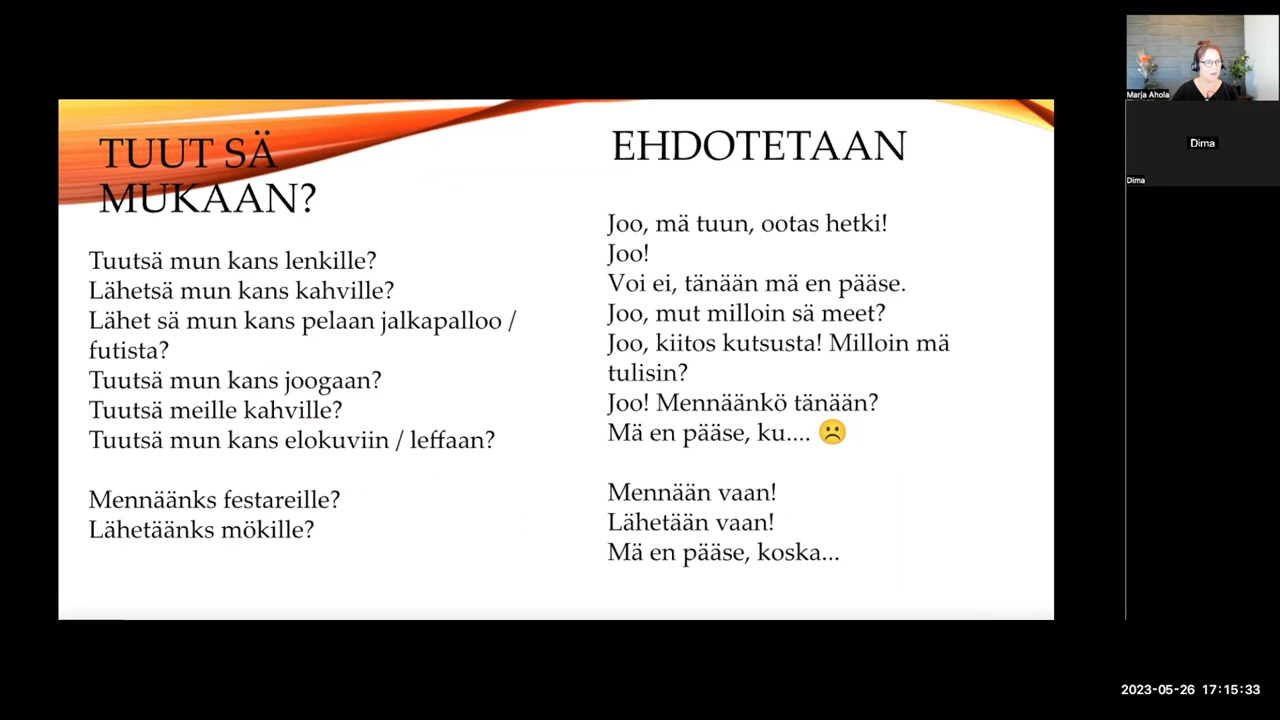 TUUT SÄ
MUKAAN?
Tuutsä mun kans lenkille?
Lähetsä mun kans kahville?
Lähet sä mun kans pelaan jalkapalloo /
futista?
Tuutsä mun kans joogaan?
Tuutsä meille kahville?
Tuutsä mun kans elokuviin / leffaan?
Mennäänks festareille?
Lähetäänks mökille?
EHDOTETAAN
Joo, mä tuun, ootas hetki!
Joo!
Voi ei, tänään mä en pääse.
Joo, mut milloin sä meet?
Joo, kiitos kutsusta! Milloin mä
tulisin?
Joo! Mennäänkö tänään?
Mä en pääse, ku.... ☹️
Mennään vaan!
Lähetään vaan!
Mä en pääse, koska...
Marja Ahola
Dima
Dima
2023-05-26 17:15:33